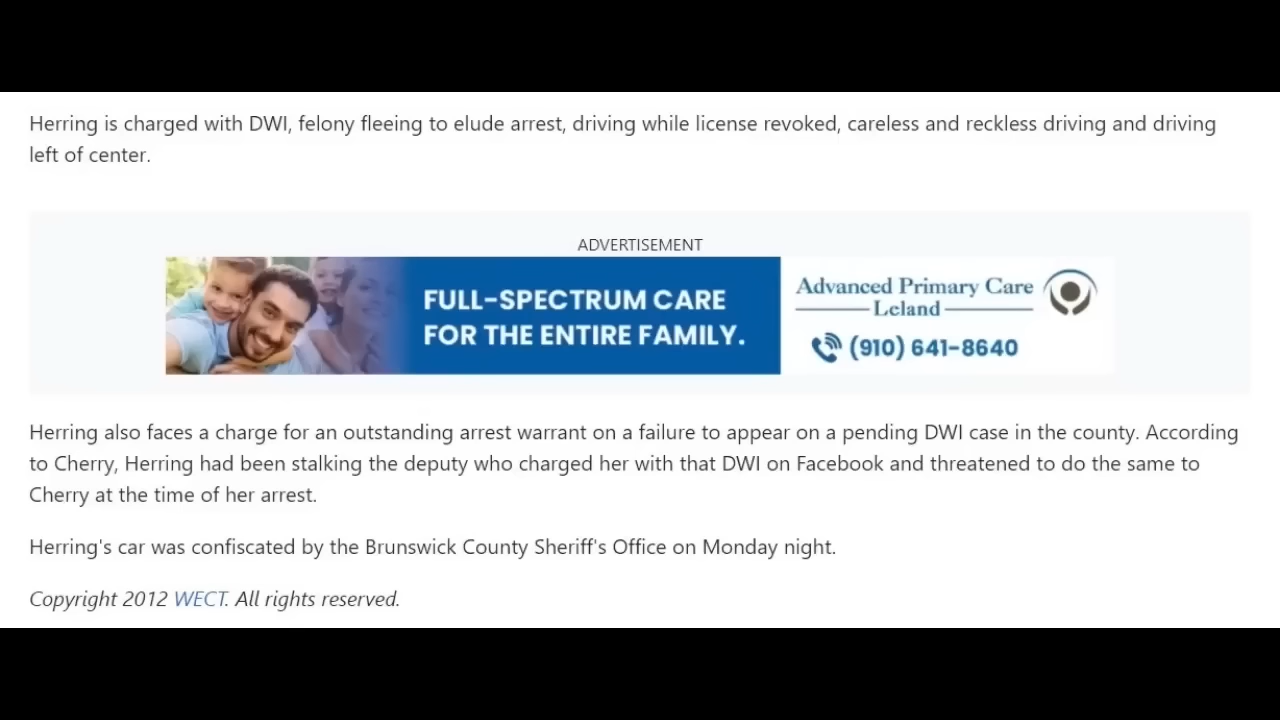 Herring is charged with DWI, felony fleeing to elude arrest, driving while license revoked, careless and reckless driving and driving
left of center.
ADVERTISEMENT
FULL-SPECTRUM CARE
FOR THE ENTIRE FAMILY.
Advanced Primary Care
Leland
(910) 641-8640
Herring also faces a charge for an outstanding arrest warrant on a failure to appear on a pending DWI case in the county. According
to Cherry, Herring had been stalking the deputy who charged her with that DWI on Facebook and threatened to do the same to
Cherry at the time of her arrest.
Herring's car was confiscated by the Brunswick County Sheriff's Office on Monday night.
Copyright 2012 WECT. All rights reserved.